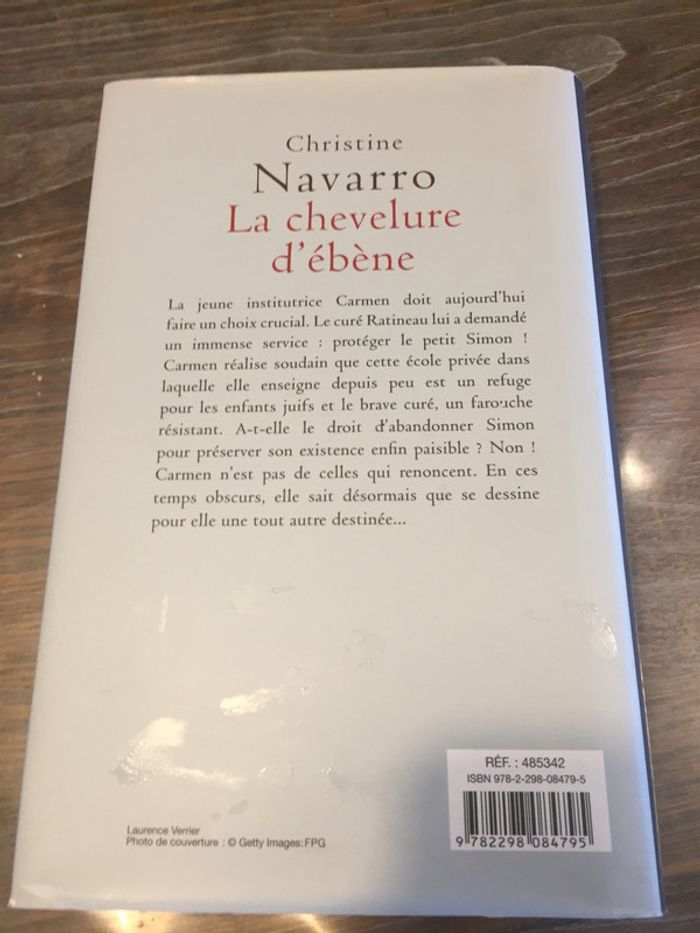 Christine
Navarro
La chevelure
d'ébène
La jeune institutrice Carmen doit aujourd'hui
faire un choix crucial. Le curé Ratineau lui a demandé
un immense service : protéger le petit Simon !
Carmen réalise soudain que cette école privée dans
laquelle elle enseigne depuis peu est un refuge
pour les enfants juifs et le brave curé, un farouche
résistant. A-t-elle le droit d'abandonner Simon
pour préserver son existence enfin paisible ? Non !
Carmen n'est pas de celles qui renoncent. En ces
temps obscurs, elle sait désormais que se dessine
pour elle une tout autre destinée...
RÉF. : 485342
ISBN 978-2-298-08479-5
9 782298 084795
Laurence Verrier
Photo de couverture : © Getty Images:FPG